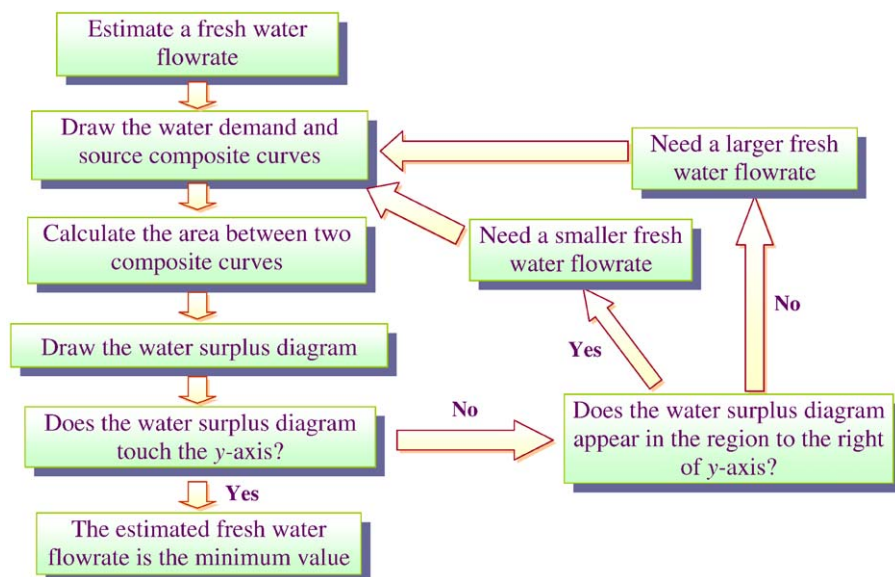 Estimate a fresh water
flowrate
Draw the water demand and
source composite curves
Need a larger fresh
water flowrate
Calculate the area between two
composite curves
Need a smaller fresh
water flowrate
No
Yes
Draw the water surplus diagram
Does the water surplus diagram
touch the y-axis?
No
Does the water surplus diagram
appear in the region to the right
of y-axis?
Yes
The estimated fresh water
flowrate is the minimum value